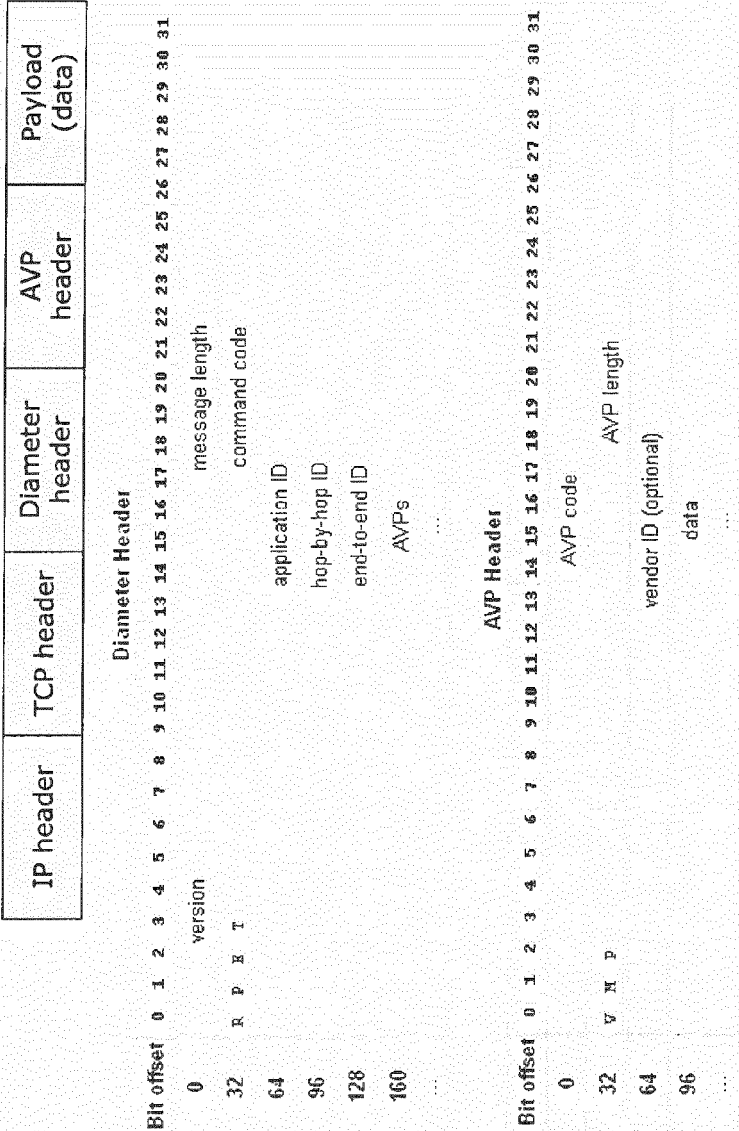 IP header TCP header Diameter header AVP header Payload (data)
Diameter Header
Bit offset 0 1 2 3 4 5 6 7 8 9 10 11 12 13 14 15 16 17 18 19 20 21 22 23 24 25 26 27 28 29 30 31
0 version message length
32 R P E T command code
64 application ID
96 hop-by-hop ID
128 end-to-end ID
160 AVPs
... ...
AVP Header
Bit offset 0 1 2 3 4 5 6 7 8 9 10 11 12 13 14 15 16 17 18 19 20 21 22 23 24 25 26 27 28 29 30 31
0 AVP code
32 V M P AVP length
64 vendor ID (optional)
96 data
... ...